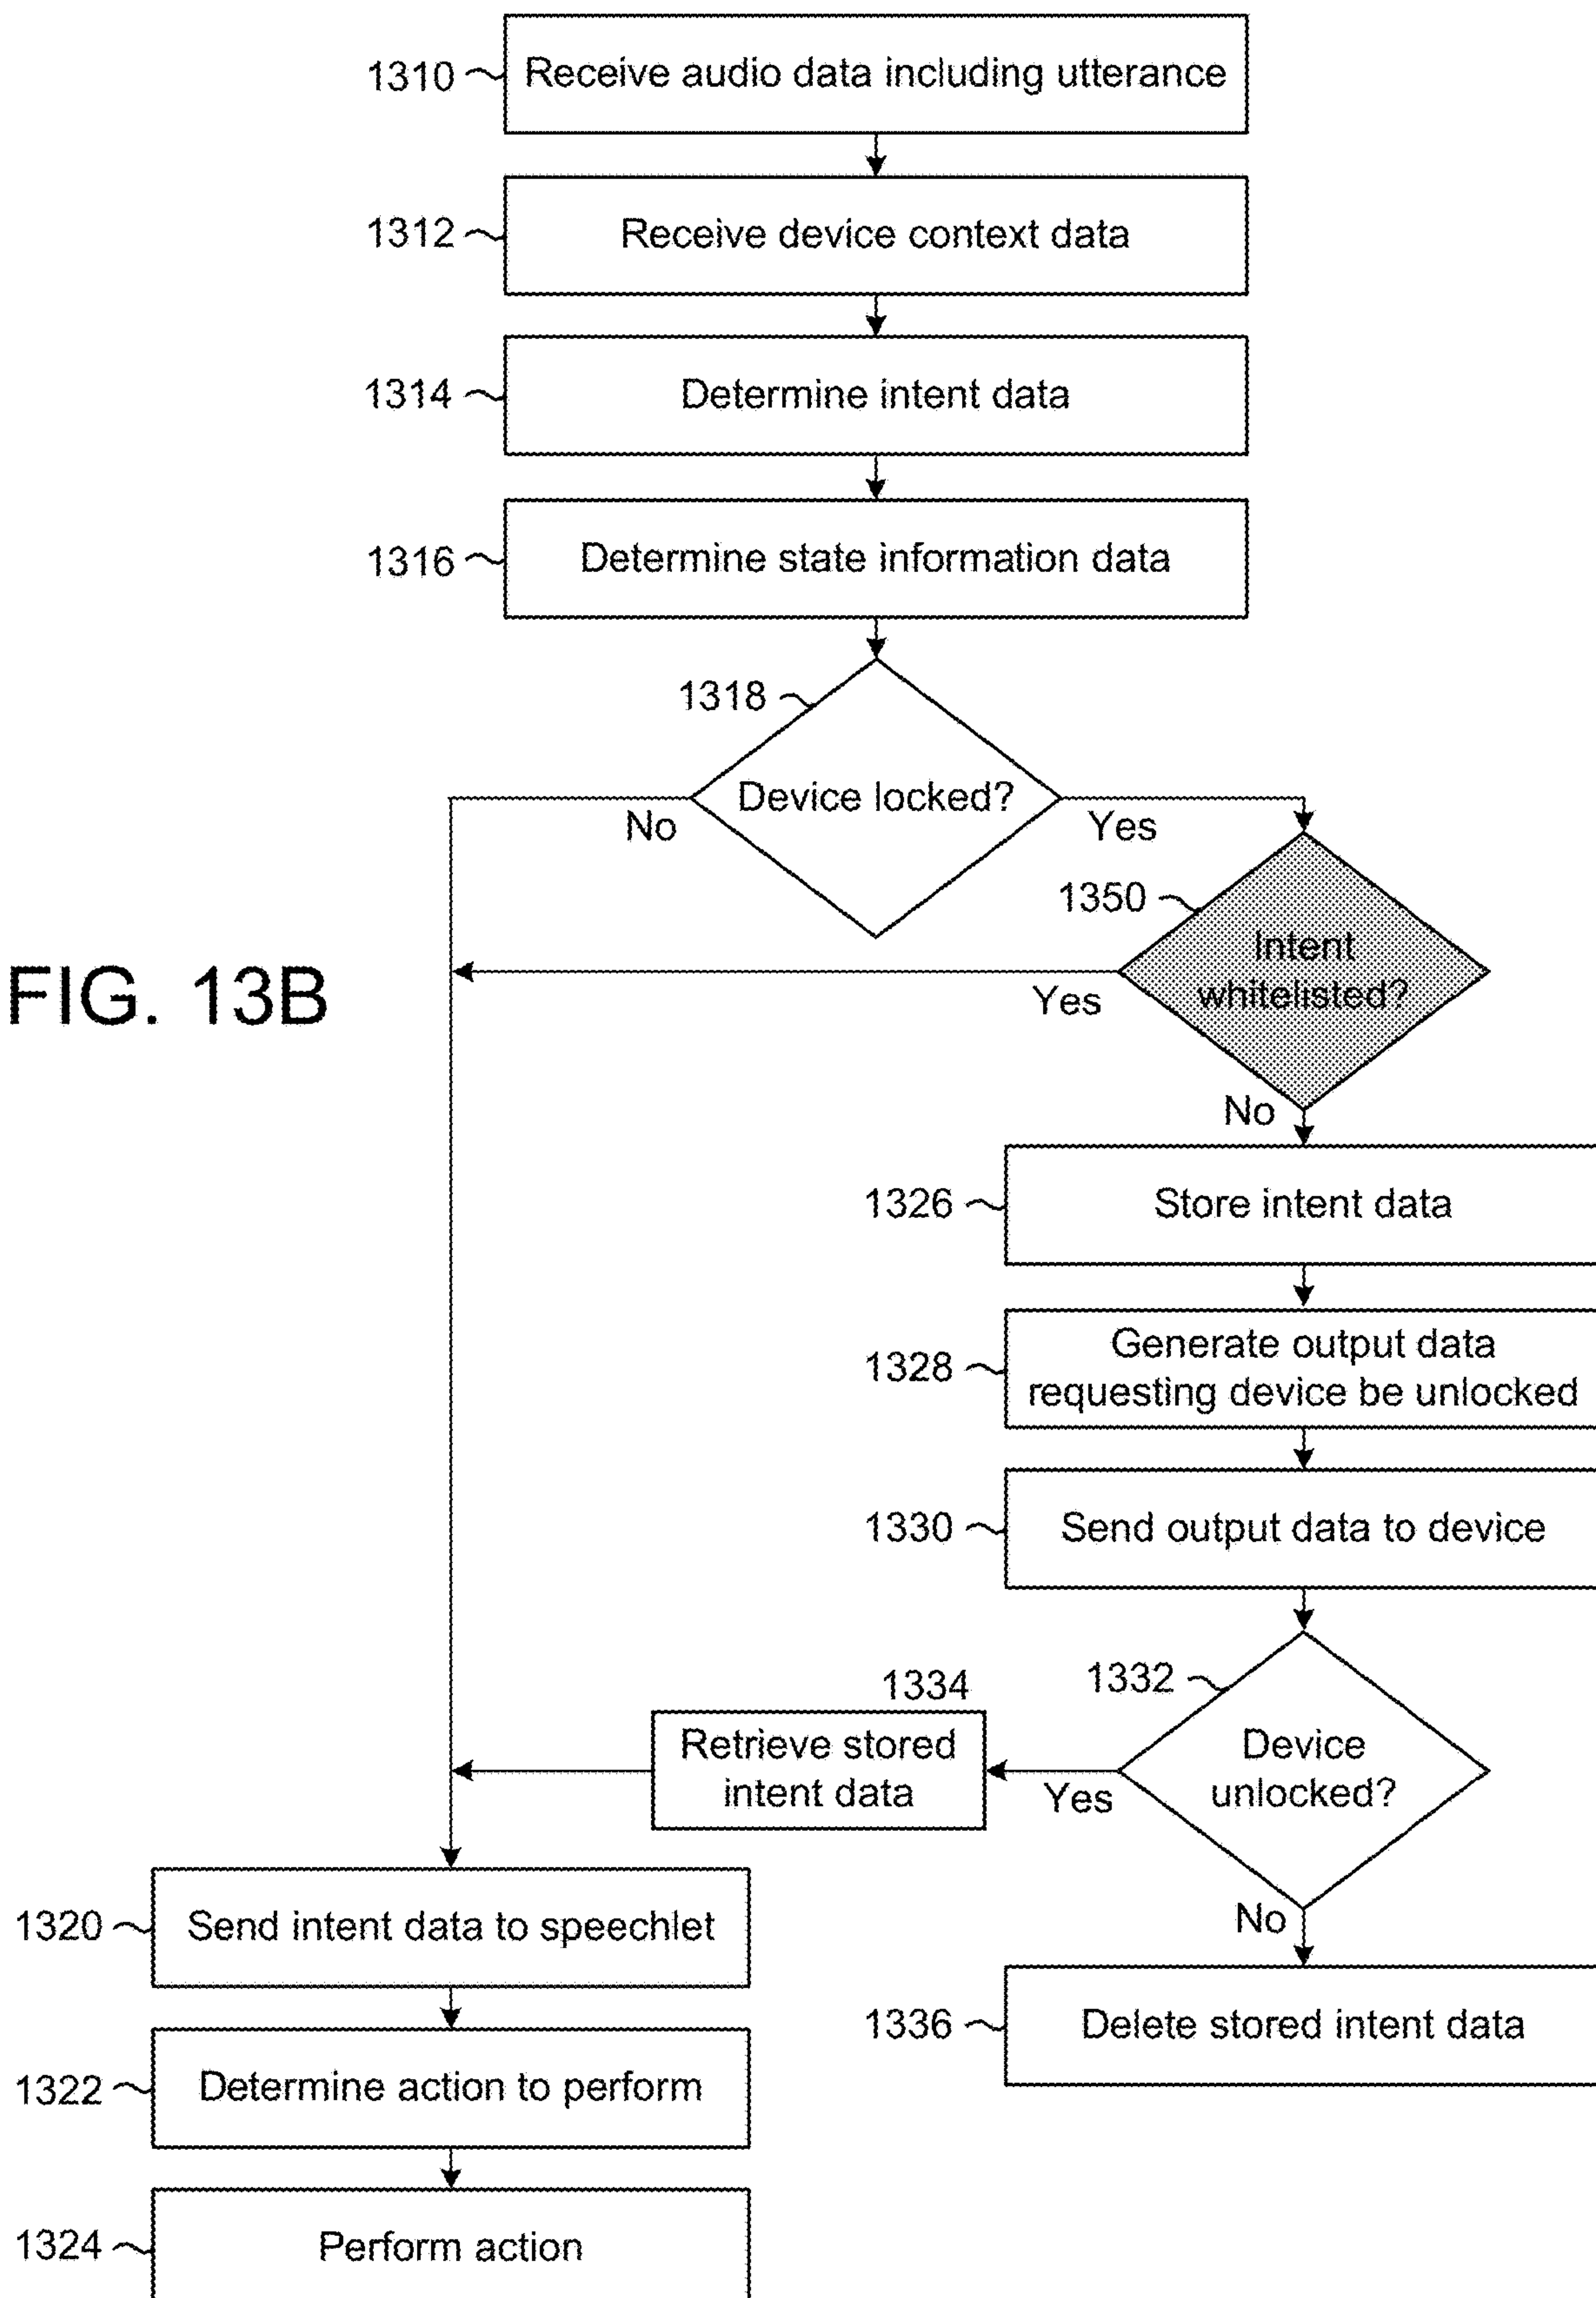 1310 Receive audio data including utterance
1312 Receive device context data
1314 Determine intent data
1316 Determine state information data
1318
Device locked?
No
Yes
1350
Intent
whitelisted?
Yes
No
FIG. 13B
1326 Store intent data
1328 Generate output data
requesting device be unlocked
1330 Send output data to device
1332
Device
unlocked?
Yes
No
1334
Retrieve stored
intent data
1320 Send intent data to speechlet
1336 Delete stored intent data
1322 Determine action to perform
1324 Perform action